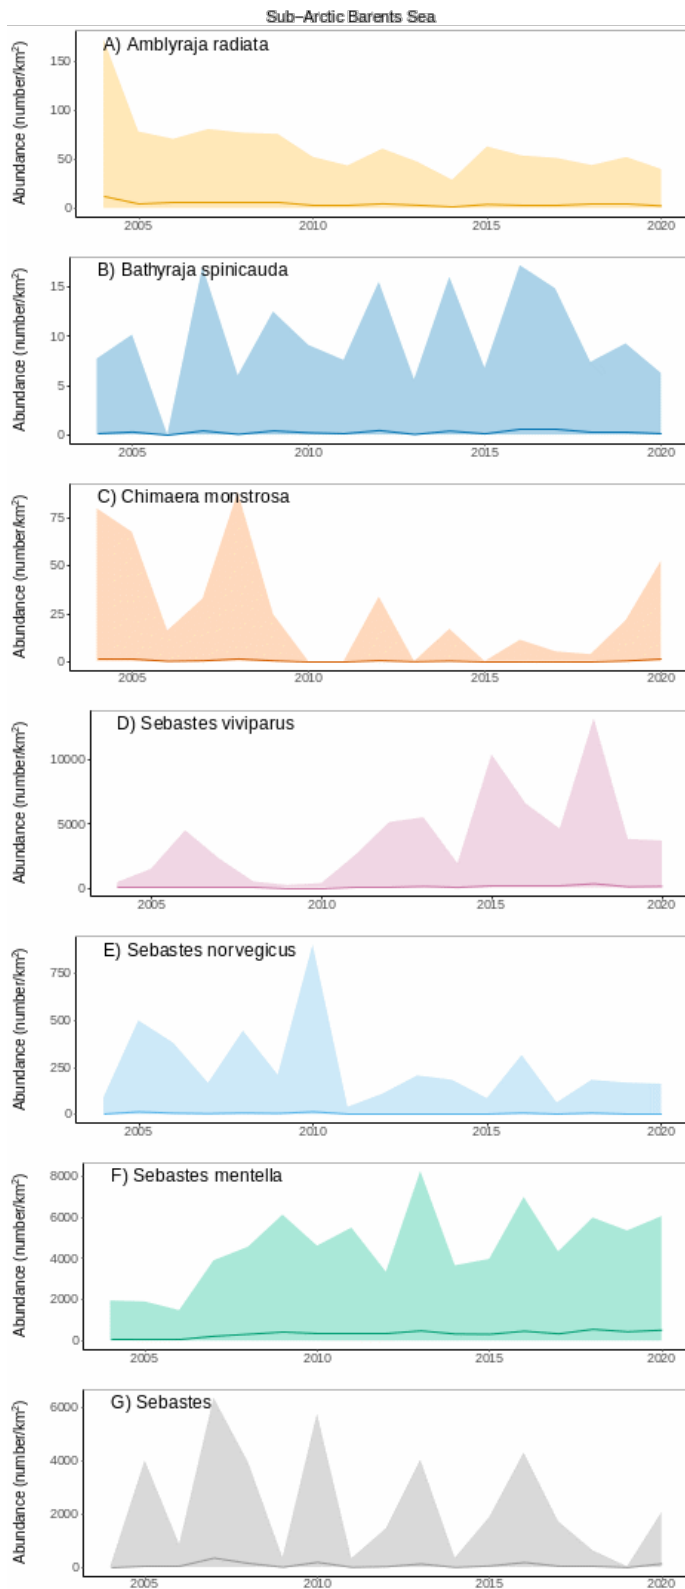 Sub−Arctic Barents Sea
A) Amblyraja radiata
Abundance (number/km²)
150
100
50
0
2005 2010 2015 2020
B) Bathyraja spinicauda
Abundance (number/km²)
15
10
5
0
2005 2010 2015 2020
C) Chimaera monstrosa
Abundance (number/km²)
75
50
25
0
2005 2010 2015 2020
D) Sebastes viviparus
Abundance (number/km²)
10000
5000
0
2005 2010 2015 2020
E) Sebastes norvegicus
Abundance (number/km²)
750
500
250
0
2005 2010 2015 2020
F) Sebastes mentella
Abundance (number/km²)
8000
6000
4000
2000
0
2005 2010 2015 2020
G) Sebastes
Abundance (number/km²)
6000
4000
2000
0
2005 2010 2015 2020